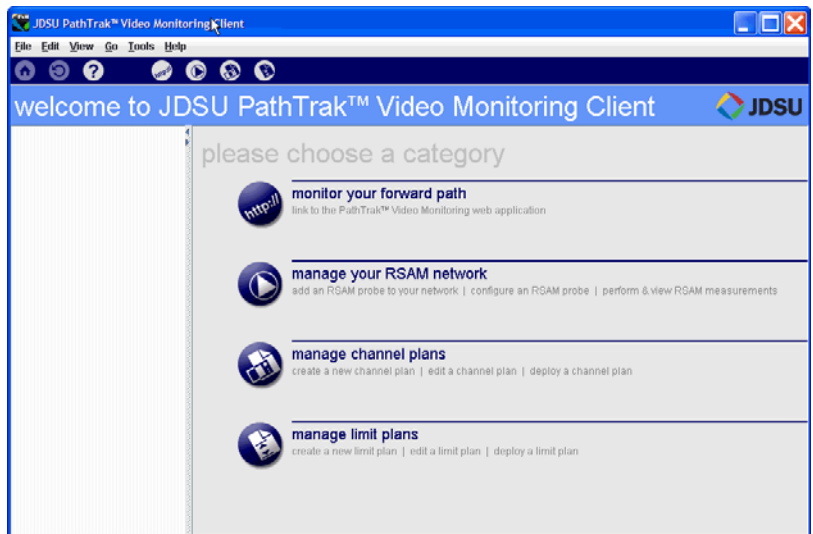 JDSU PathTrak™ Video Monitoring Client
File Edit View Go Tools Help
?
http://
welcome to JDSU PathTrak™ Video Monitoring Client
JDSU
please choose a category
http://
monitor your forward path
link to the PathTrak™ Video Monitoring web application
manage your RSAM network
add an RSAM probe to your network | configure an RSAM probe | perform & view RSAM measurements
manage channel plans
create a new channel plan | edit a channel plan | deploy a channel plan
manage limit plans
create a new limit plan | edit a limit plan | deploy a limit plan